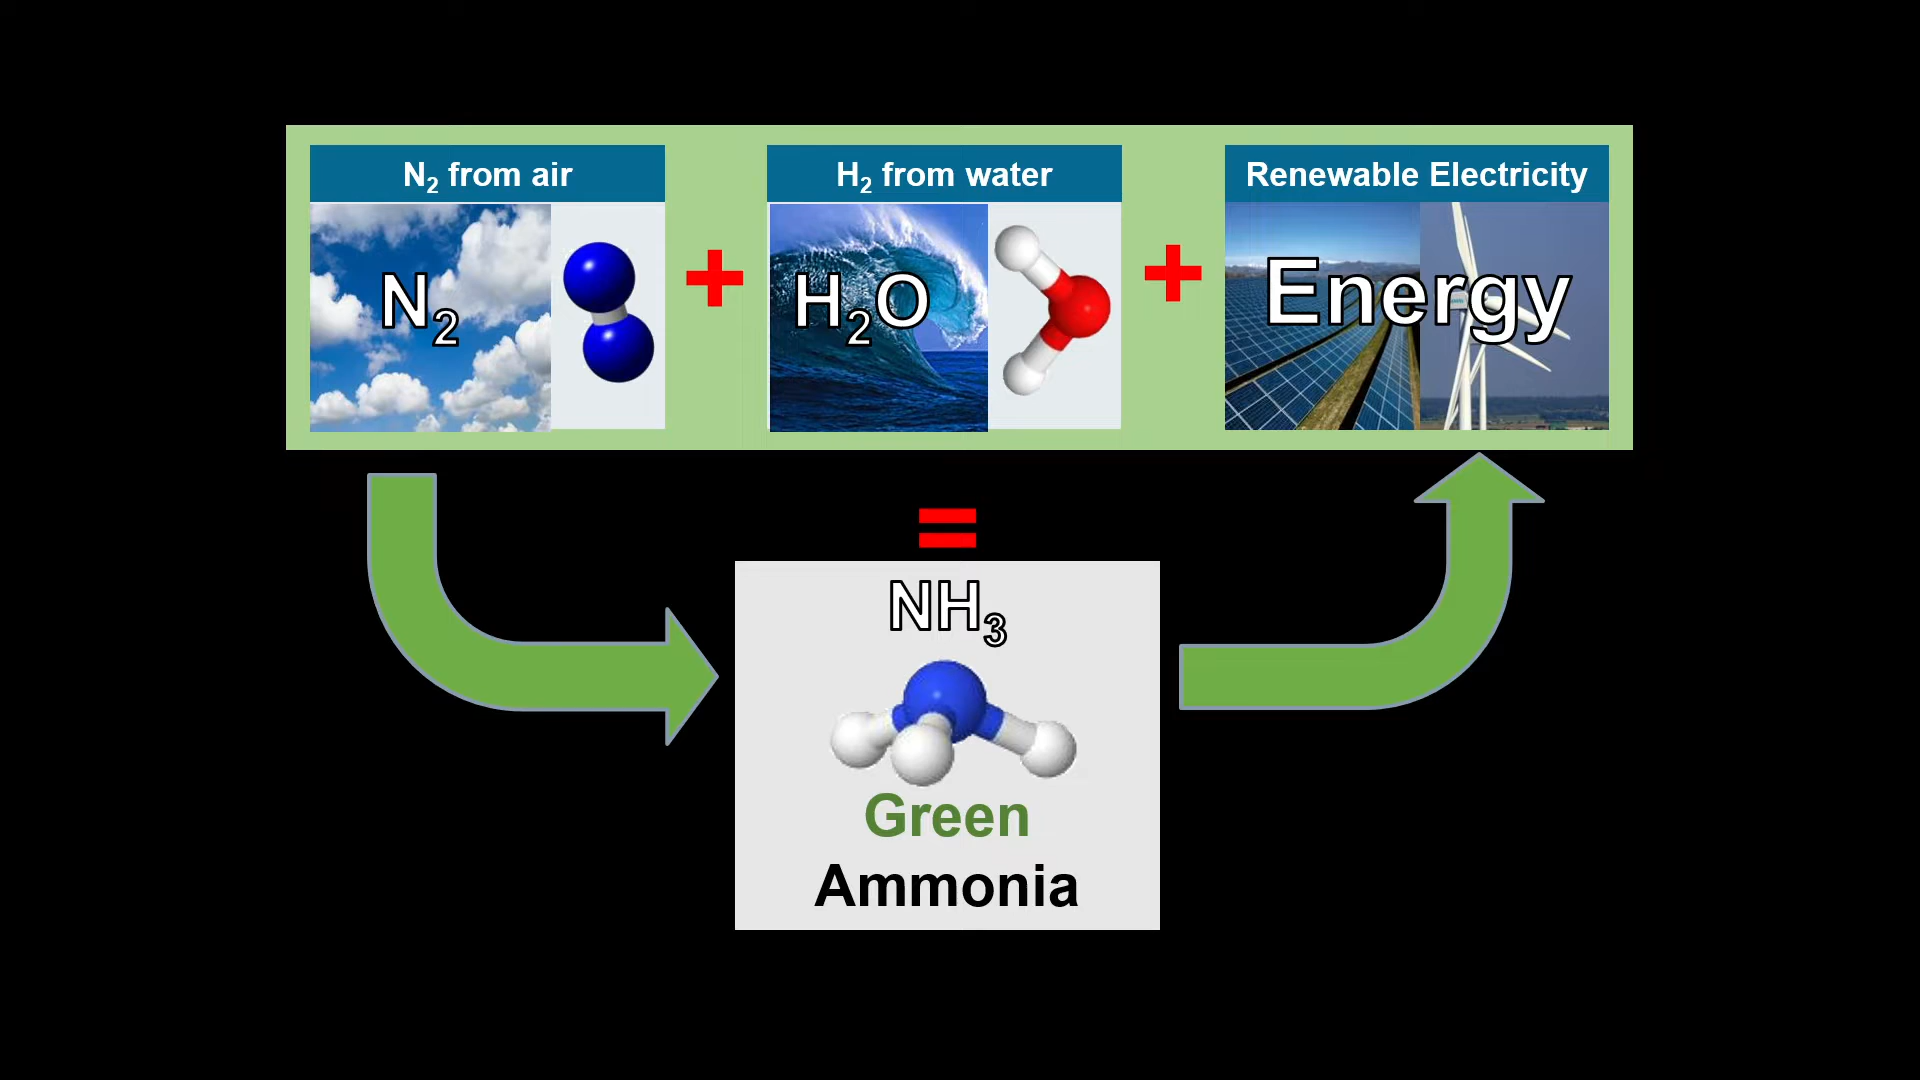 N₂ from air
H₂ from water
Renewable Electricity
N₂
+
H₂O
+
Energy
=
NH₃
Green
Ammonia